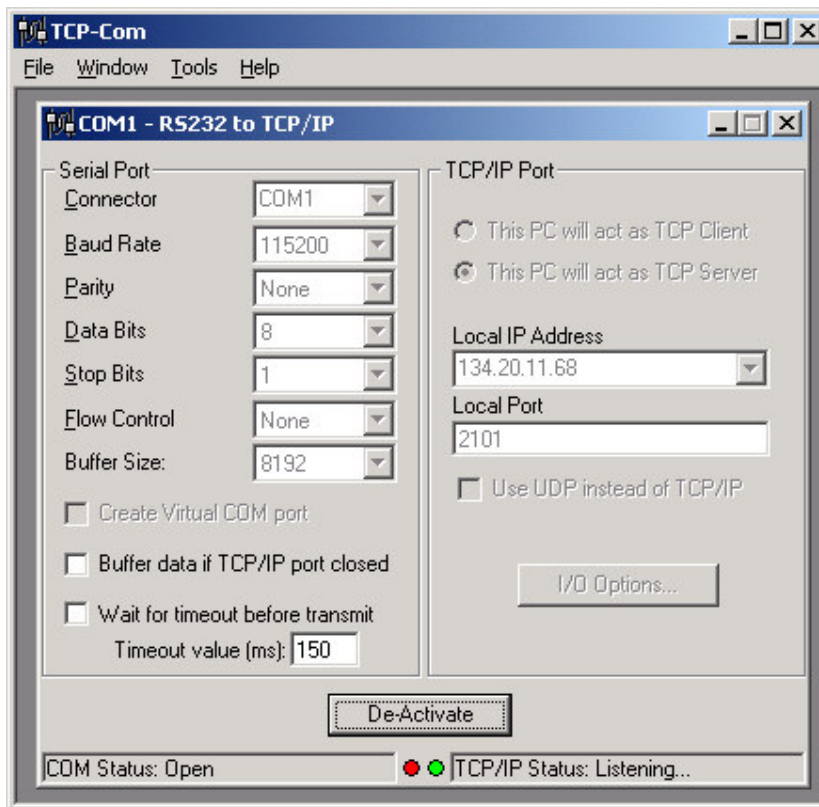 TCP-Com
File Window Tools Help
COM1 - RS232 to TCP/IP
Serial Port
Connector COM1
Baud Rate 115200
Parity None
Data Bits 8
Stop Bits 1
Flow Control None
Buffer Size: 8192
Create Virtual COM port
Buffer data if TCP/IP port closed
Wait for timeout before transmit
Timeout value (ms): 150
TCP/IP Port
This PC will act as TCP Client
This PC will act as TCP Server
Local IP Address
134.20.11.68
Local Port
2101
Use UDP instead of TCP/IP
I/O Options...
De-Activate
COM Status: Open
TCP/IP Status: Listening...